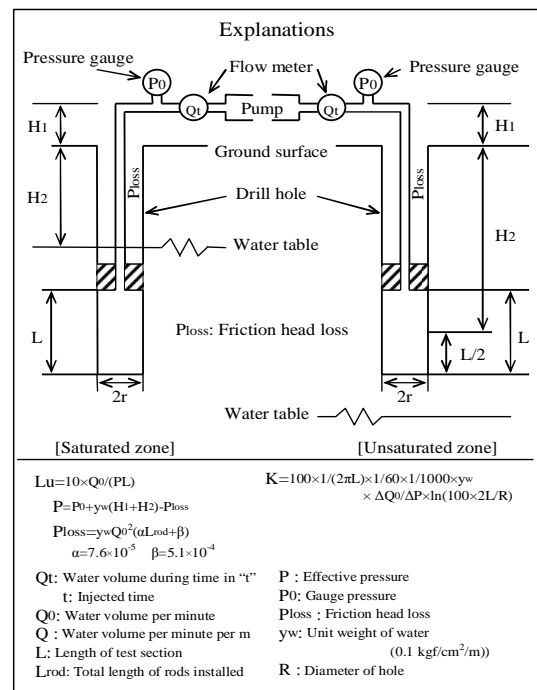 Explanations
Pressure gauge
Flow meter
Pressure gauge
P0
P0
Qt
Pump
Qt
H1
H1
Ground surface
Ploss
Ploss
H2
Drill hole
H2
Water table
L
Ploss: Friction head loss
L
L/2
2r
2r
Water table
[Saturated zone]
[Unsaturated zone]
Lu=10×Q0/(PL)
P=P0+yw(H1+H2)-Ploss
Ploss=ywQ0²(αLrod+β)
α=7.6×10⁻⁵ β=5.1×10⁻⁴
K=100×1/(2πL)×1/60×1/1000×yw
× ΔQ0/ΔP×ln(100×2L/R)
Qt: Water volume during time in “t”
t: Injected time
Q0: Water volume per minute
Q : Water volume per minute per m
L: Length of test section
Lrod: Total length of rods installed
P : Effective pressure
P0: Gauge pressure
Ploss : Friction head loss
yw: Unit weight of water
(0.1 kgf/cm²/m))
R : Diameter of hole